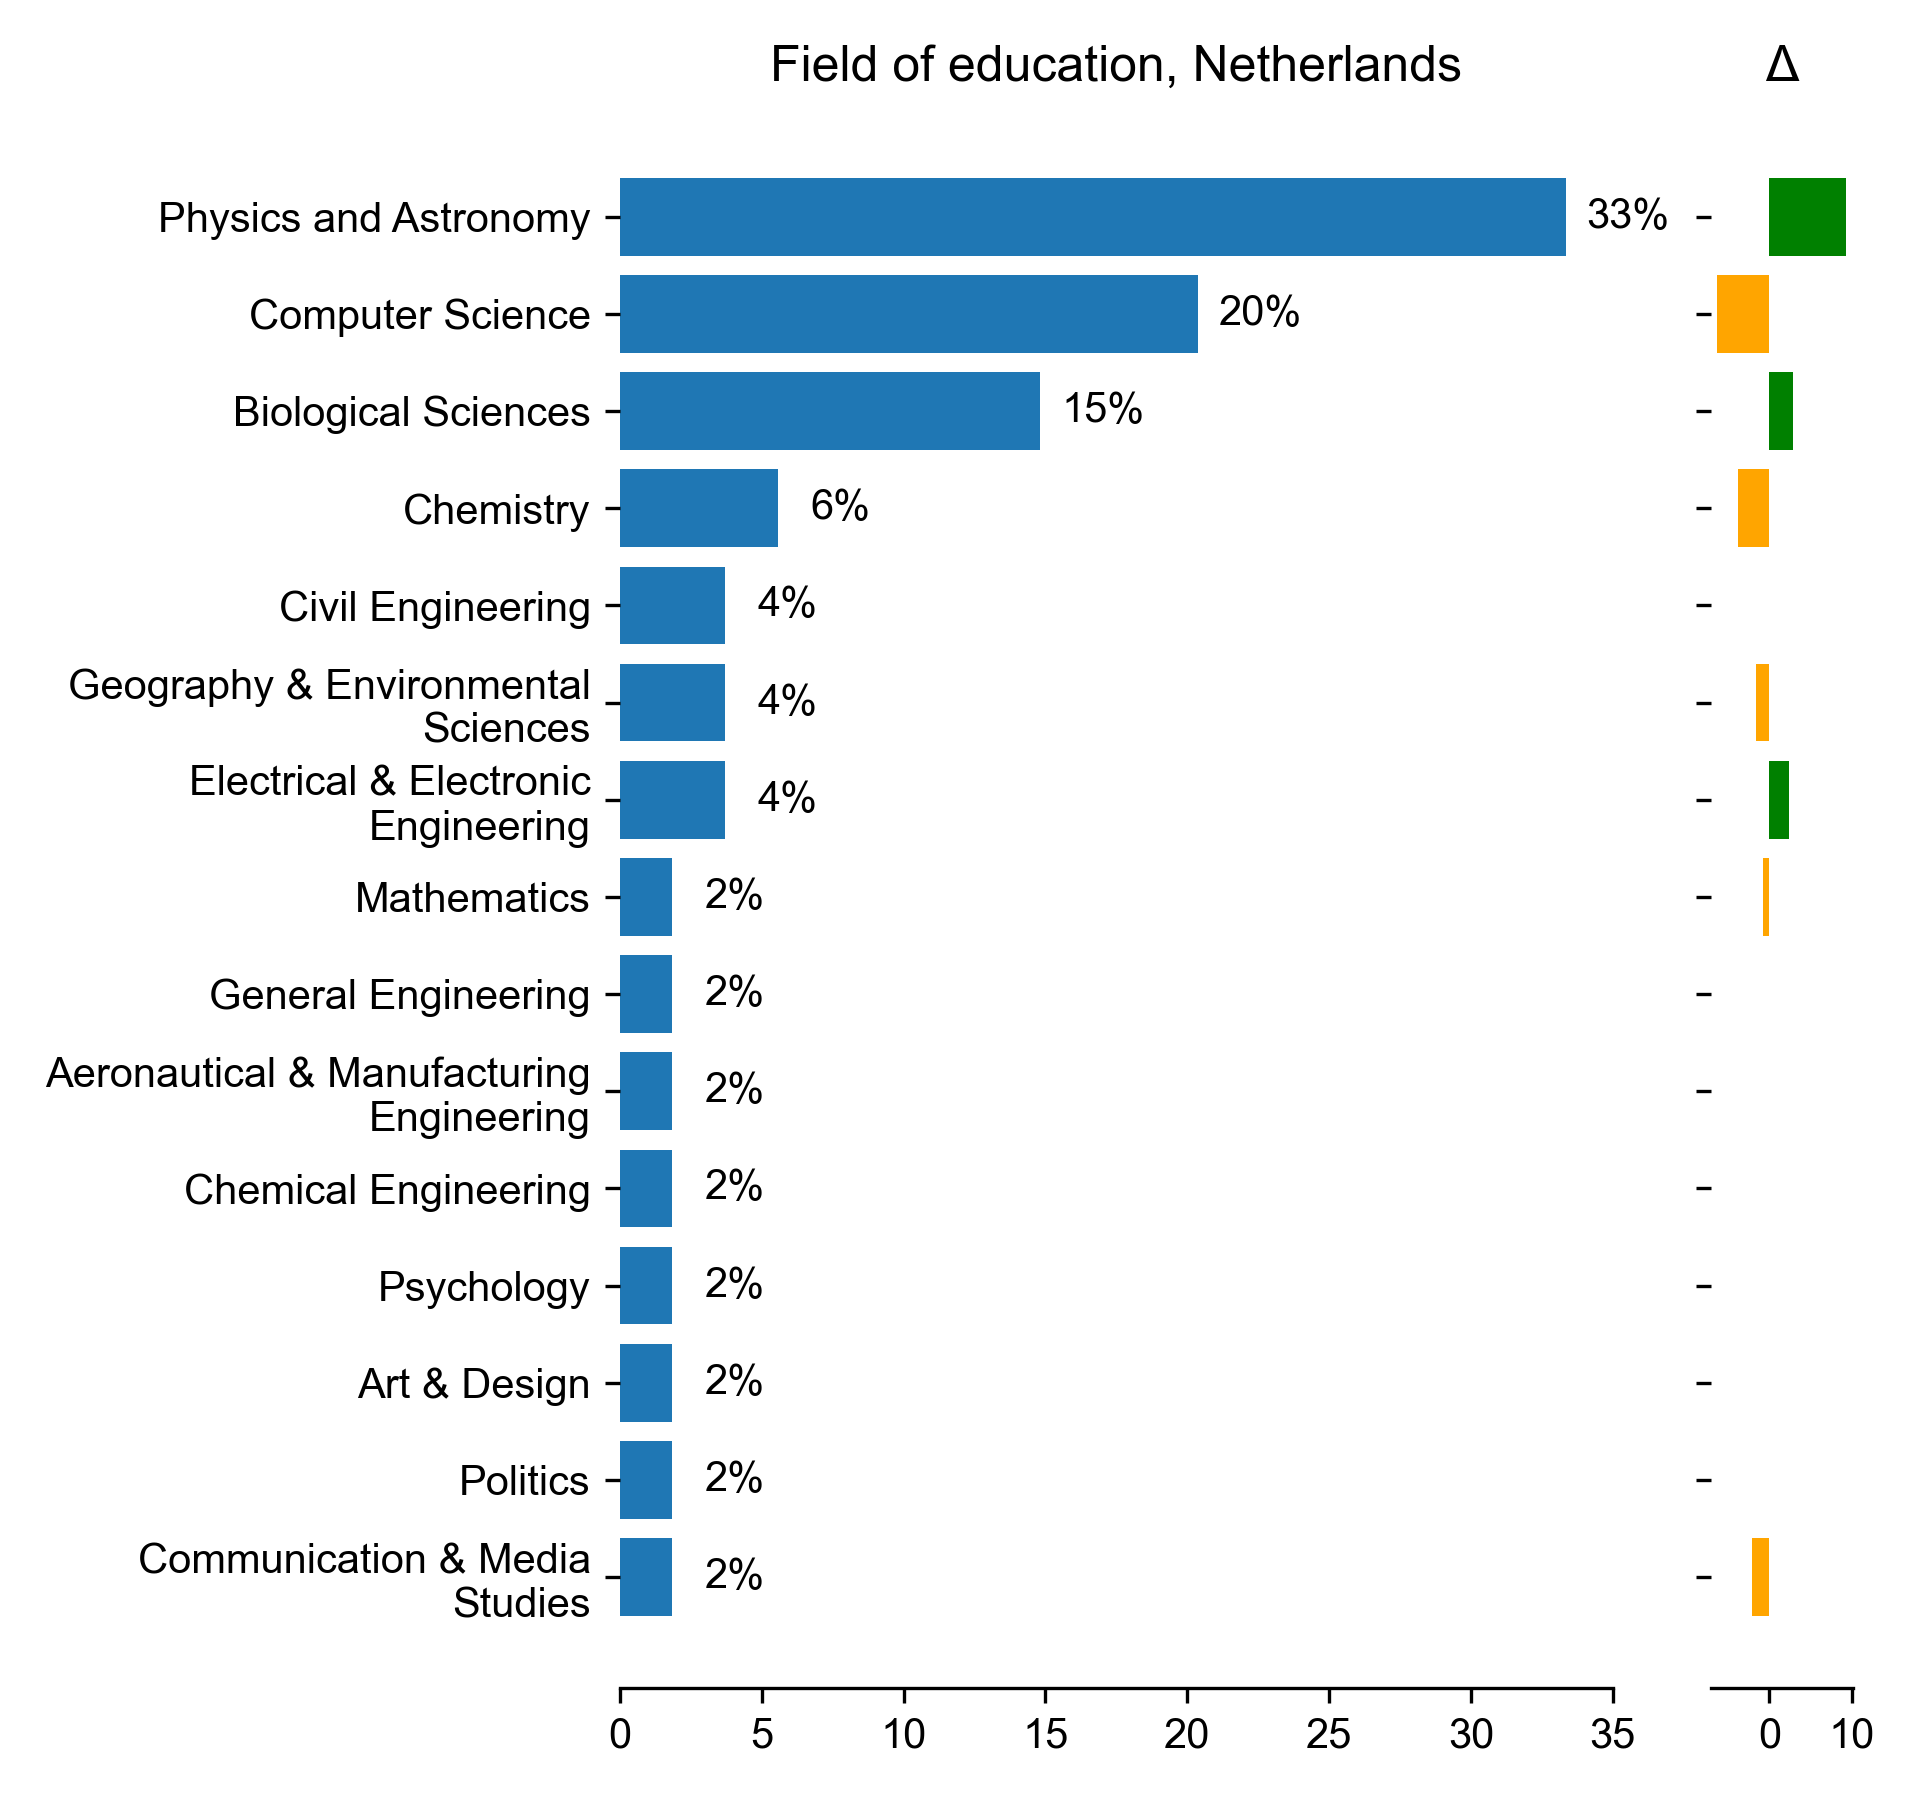 Field of education, Netherlands
Δ
Physics and Astronomy
33%
Computer Science
20%
Biological Sciences
15%
Chemistry
6%
Civil Engineering
4%
Geography & Environmental
Sciences
4%
Electrical & Electronic
Engineering
4%
Mathematics
2%
General Engineering
2%
Aeronautical & Manufacturing
Engineering
2%
Chemical Engineering
2%
Psychology
2%
Art & Design
2%
Politics
2%
Communication & Media
Studies
2%
0 5 10 15 20 25 30 35
0 10